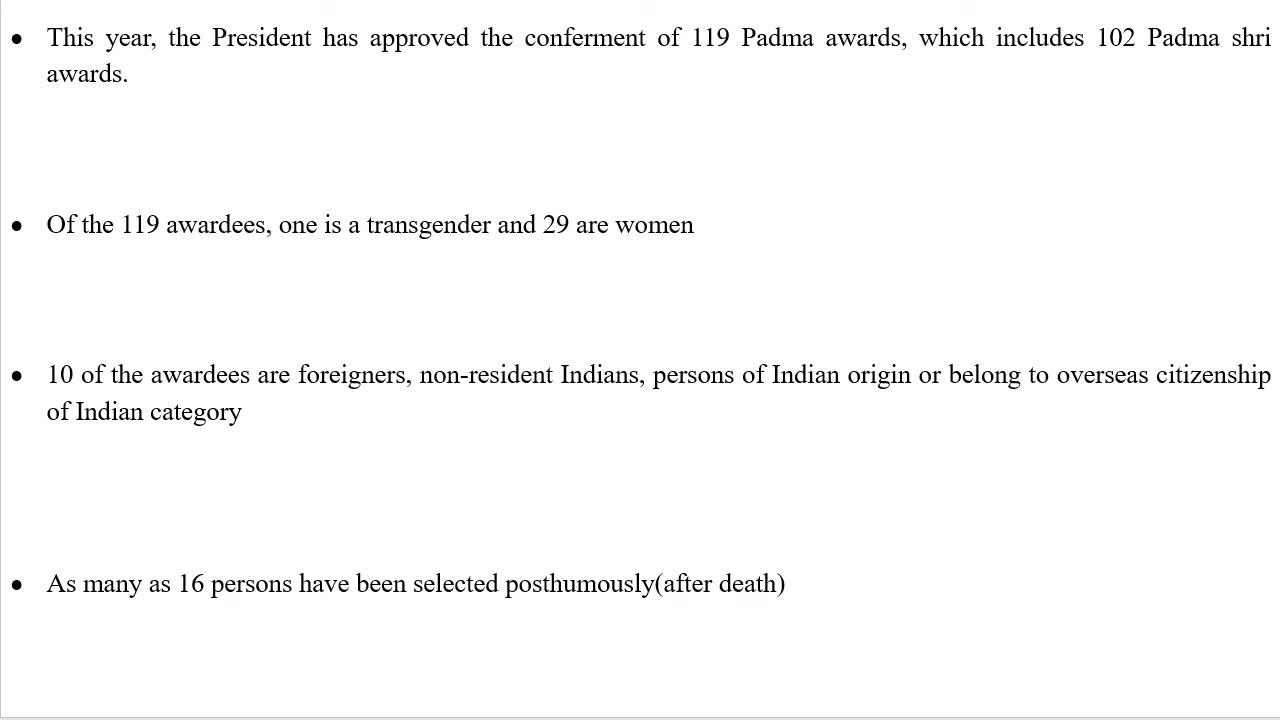 • This year, the President has approved the conferment of 119 Padma awards, which includes 102 Padma shri
awards.
• Of the 119 awardees, one is a transgender and 29 are women
• 10 of the awardees are foreigners, non-resident Indians, persons of Indian origin or belong to overseas citizenship
of Indian category
• As many as 16 persons have been selected posthumously(after death)